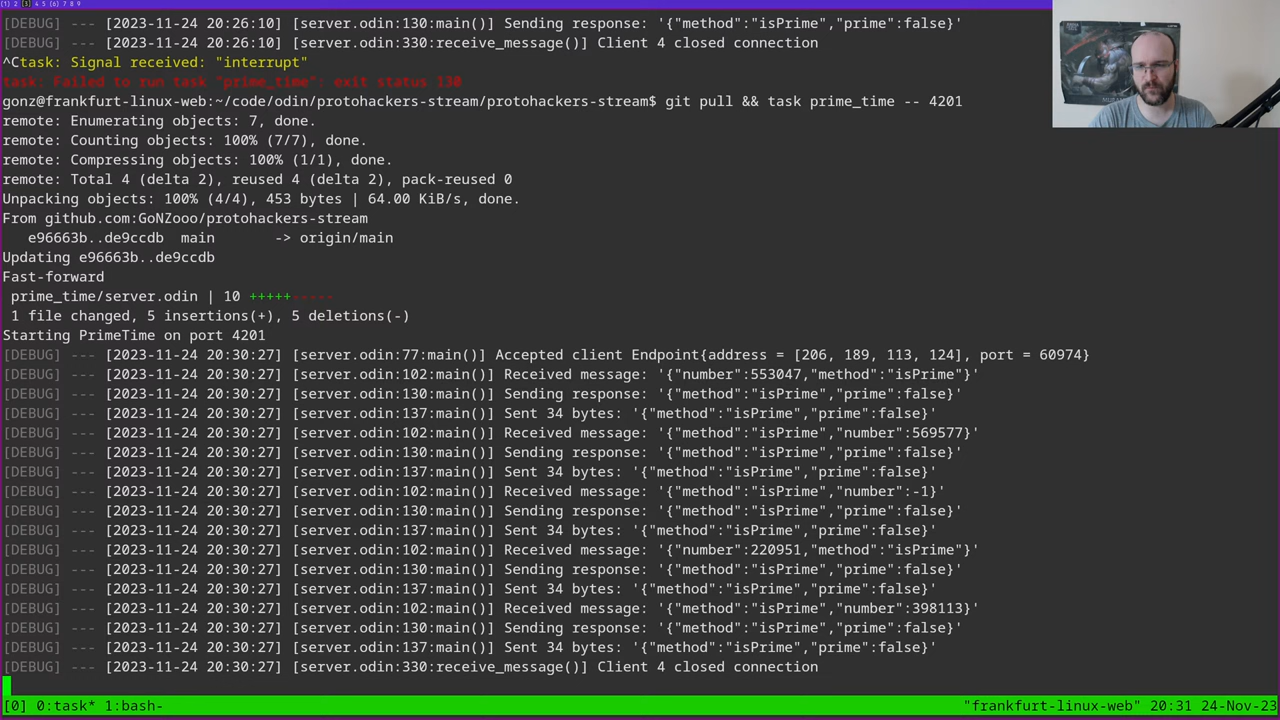 (1) 2 (3) 4 5 (6) 7 8 9
[DEBUG] --- [2023-11-24 20:26:10] [server.odin:130:main()] Sending response: '{"method":"isPrime","prime":false}'
[DEBUG] --- [2023-11-24 20:26:10] [server.odin:330:receive_message()] Client 4 closed connection
^Ctask: Signal received: "interrupt"
task: Failed to run task "prime_time": exit status 130
gonz@frankfurt-linux-web:~/code/odin/protohackers-stream/protohackers-stream$ git pull && task prime_time -- 4201
remote: Enumerating objects: 7, done.
remote: Counting objects: 100% (7/7), done.
remote: Compressing objects: 100% (1/1), done.
remote: Total 4 (delta 2), reused 4 (delta 2), pack-reused 0
Unpacking objects: 100% (4/4), 453 bytes | 64.00 KiB/s, done.
From github.com:GoNZooo/protohackers-stream
e96663b..de9ccdb main -> origin/main
Updating e96663b..de9ccdb
Fast-forward
prime_time/server.odin | 10 +++++-----
1 file changed, 5 insertions(+), 5 deletions(-)
Starting PrimeTime on port 4201
[DEBUG] --- [2023-11-24 20:30:27] [server.odin:77:main()] Accepted client Endpoint{address = [206, 189, 113, 124], port = 60974}
[DEBUG] --- [2023-11-24 20:30:27] [server.odin:102:main()] Received message: '{"number":553047,"method":"isPrime"}'
[DEBUG] --- [2023-11-24 20:30:27] [server.odin:130:main()] Sending response: '{"method":"isPrime","prime":false}'
[DEBUG] --- [2023-11-24 20:30:27] [server.odin:137:main()] Sent 34 bytes: '{"method":"isPrime","prime":false}'
[DEBUG] --- [2023-11-24 20:30:27] [server.odin:102:main()] Received message: '{"method":"isPrime","number":569577}'
[DEBUG] --- [2023-11-24 20:30:27] [server.odin:130:main()] Sending response: '{"method":"isPrime","prime":false}'
[DEBUG] --- [2023-11-24 20:30:27] [server.odin:137:main()] Sent 34 bytes: '{"method":"isPrime","prime":false}'
[DEBUG] --- [2023-11-24 20:30:27] [server.odin:102:main()] Received message: '{"method":"isPrime","number":-1}'
[DEBUG] --- [2023-11-24 20:30:27] [server.odin:130:main()] Sending response: '{"method":"isPrime","prime":false}'
[DEBUG] --- [2023-11-24 20:30:27] [server.odin:137:main()] Sent 34 bytes: '{"method":"isPrime","prime":false}'
[DEBUG] --- [2023-11-24 20:30:27] [server.odin:102:main()] Received message: '{"number":220951,"method":"isPrime"}'
[DEBUG] --- [2023-11-24 20:30:27] [server.odin:130:main()] Sending response: '{"method":"isPrime","prime":false}'
[DEBUG] --- [2023-11-24 20:30:27] [server.odin:137:main()] Sent 34 bytes: '{"method":"isPrime","prime":false}'
[DEBUG] --- [2023-11-24 20:30:27] [server.odin:102:main()] Received message: '{"method":"isPrime","number":398113}'
[DEBUG] --- [2023-11-24 20:30:27] [server.odin:130:main()] Sending response: '{"method":"isPrime","prime":false}'
[DEBUG] --- [2023-11-24 20:30:27] [server.odin:137:main()] Sent 34 bytes: '{"method":"isPrime","prime":false}'
[DEBUG] --- [2023-11-24 20:30:27] [server.odin:330:receive_message()] Client 4 closed connection
[0] 0:task* 1:bash- "frankfurt-linux-web" 20:31 24-Nov-23